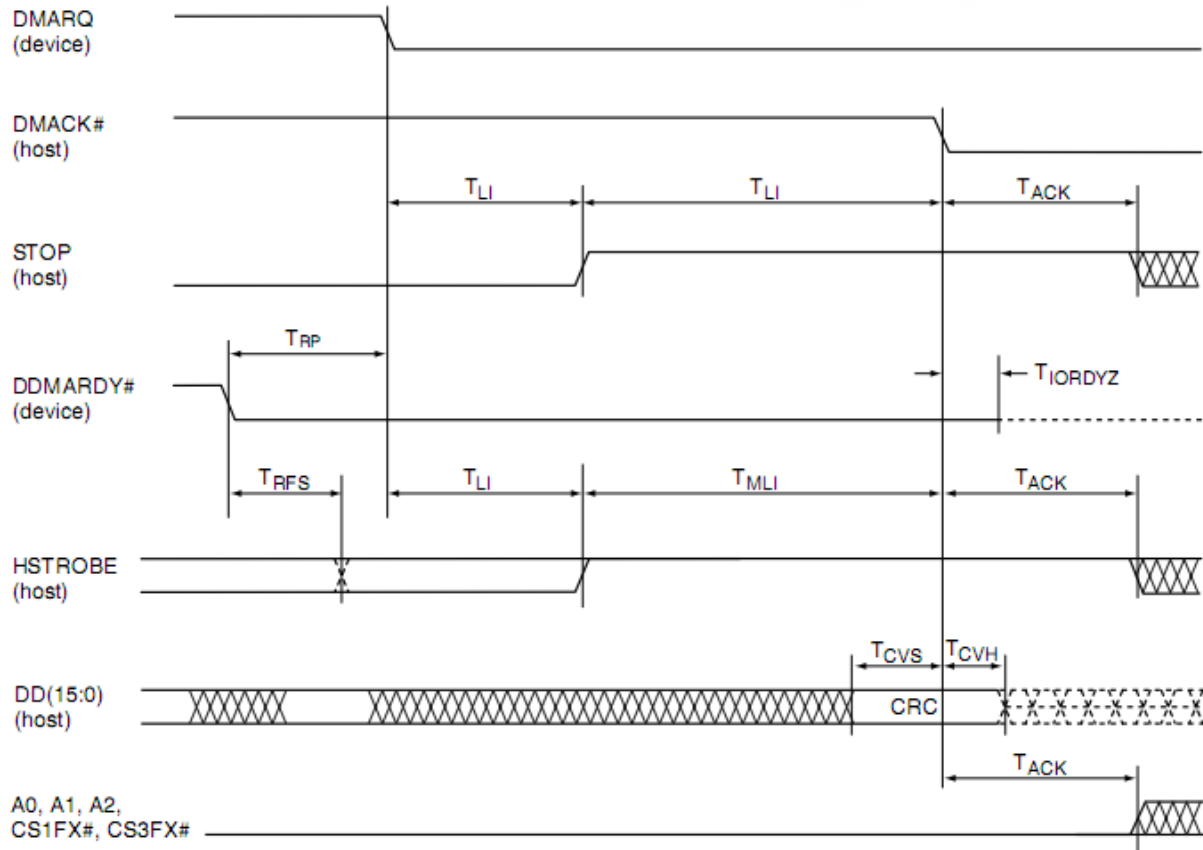 DMARQ
(device)
DMACK#
(host)
TLI TLI TACK
STOP
(host)
TRP
TIORDYZ
DDMARDY#
(device)
TRFS TLI TMLI TACK
HSTROBE
(host)
TCVS TCVH
DD(15:0)
(host)
CRC
TACK
A0, A1, A2,
CS1FX#, CS3FX#